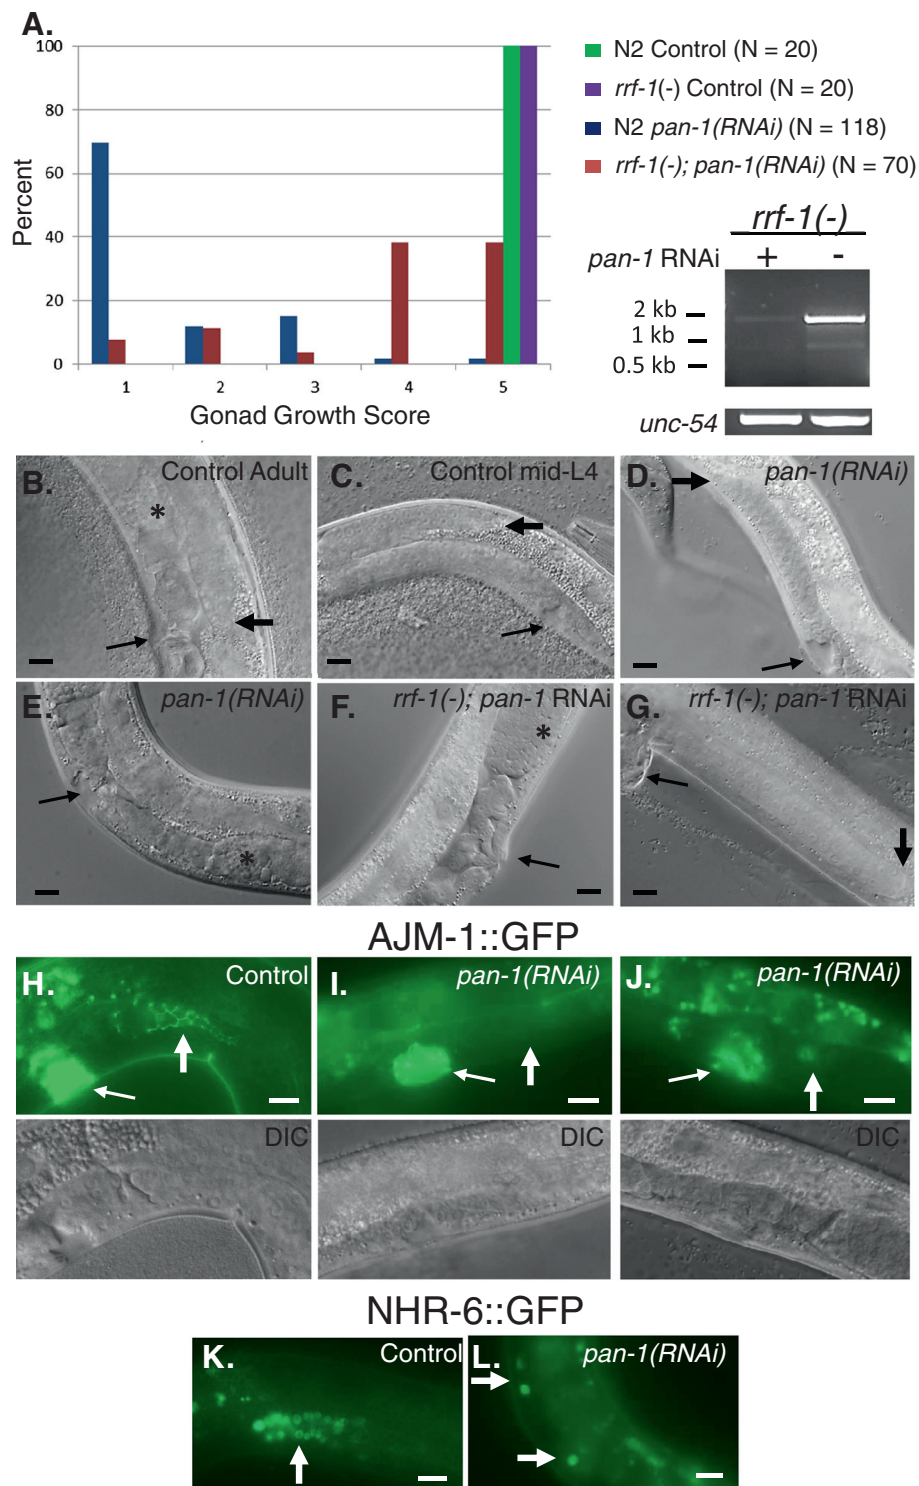 A.
100
80
60
40
20
0
Percent
1 2 3 4 5
Gonad Growth Score
N2 Control (N = 20)
rrf-1(-) Control (N = 20)
N2 pan-1(RNAi) (N = 118)
rrf-1(-); pan-1(RNAi) (N = 70)
rrf-1(-)
pan-1 RNAi + -
2 kb
1 kb
0.5 kb
unc-54
B. Control Adult
*
C. Control mid-L4
D. pan-1(RNAi)
E. pan-1(RNAi)
*
F. rrf-1(-); pan-1 RNAi
*
G. rrf-1(-); pan-1 RNAi
AJM-1::GFP
H. Control
I. pan-1(RNAi)
J. pan-1(RNAi)
DIC
DIC
DIC
NHR-6::GFP
K. Control
L. pan-1(RNAi)